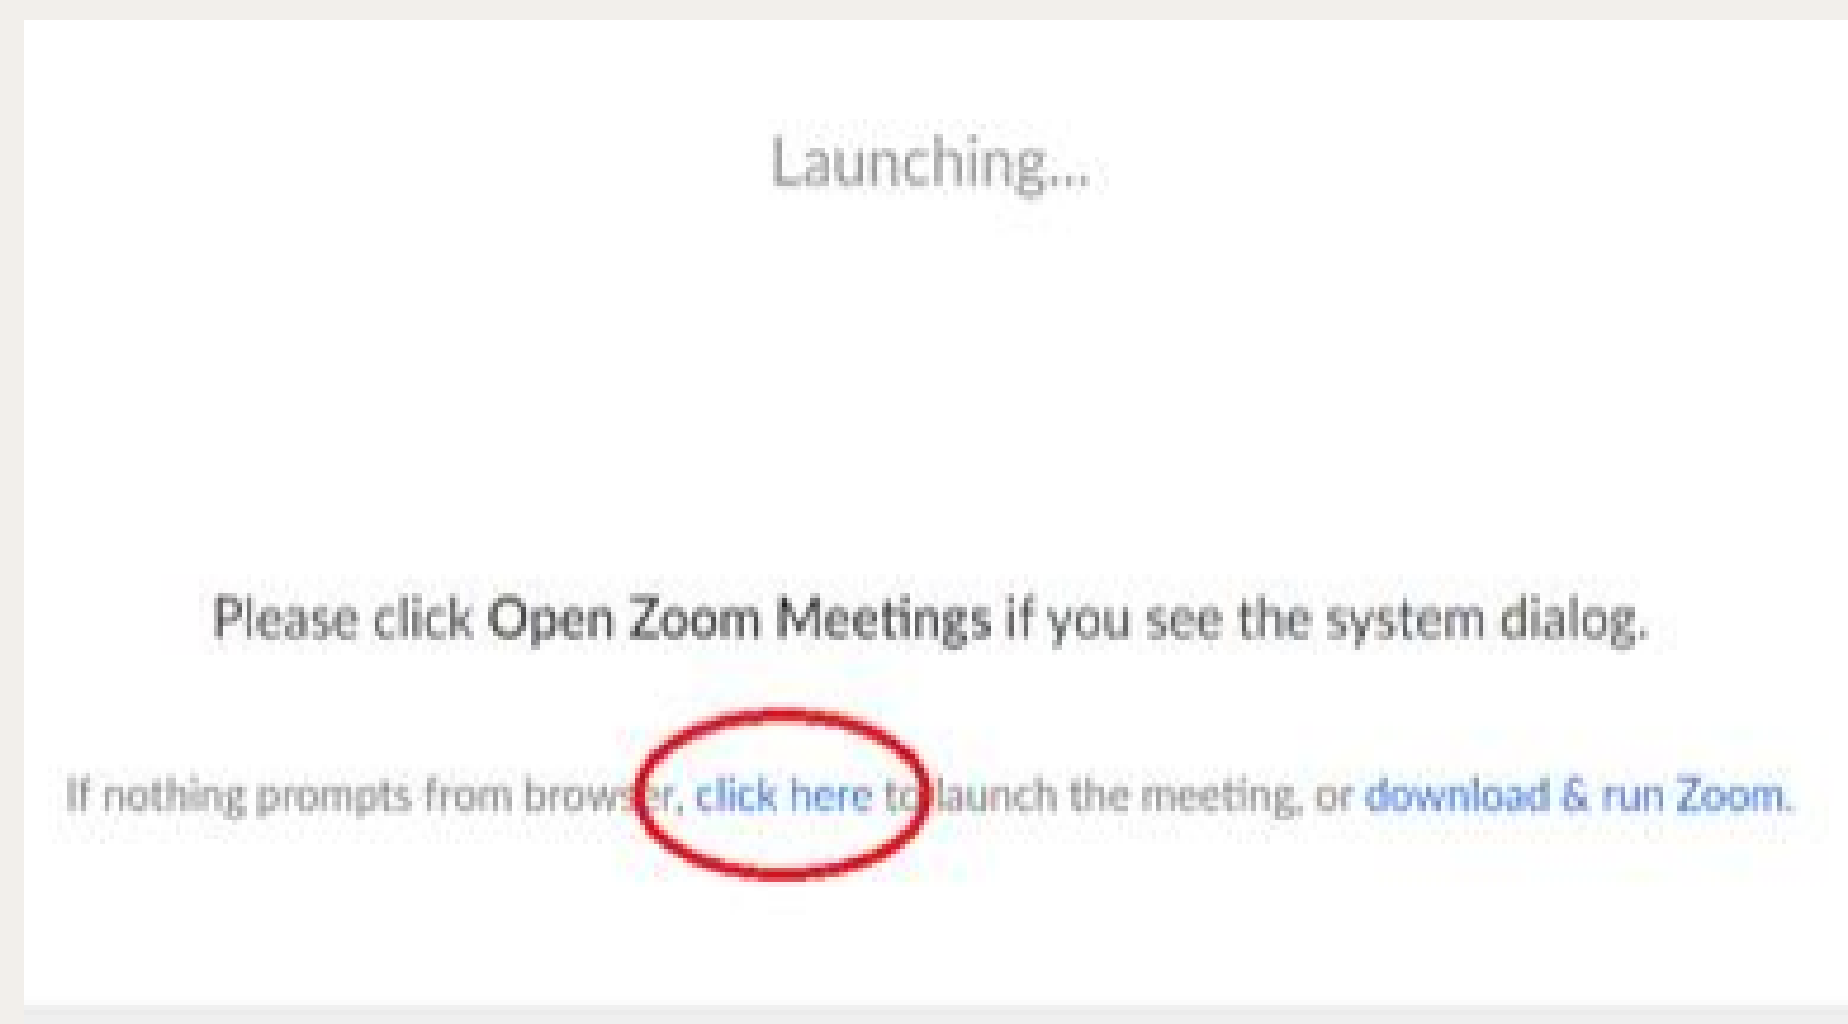 Launching...
Please click Open Zoom Meetings if you see the system dialog.
If nothing prompts from browser, click here to launch the meeting, or download & run Zoom.